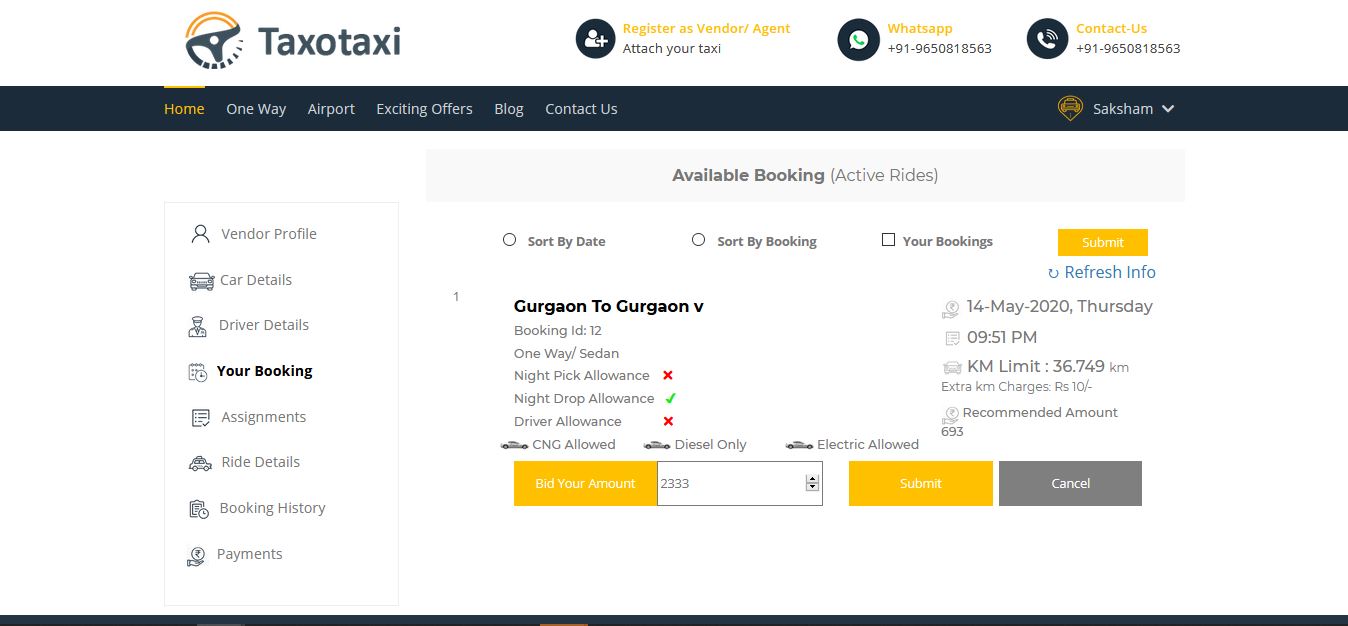 Taxotaxi
Register as Vendor/ Agent
Attach your taxi
Whatsapp
+91-9650818563
Contact-Us
+91-9650818563
Home One Way Airport Exciting Offers Blog Contact Us Saksham
Available Booking (Active Rides)
Vendor Profile
Car Details
Driver Details
Your Booking
Assignments
Ride Details
Booking History
Payments
Sort By Date Sort By Booking Your Bookings Submit
↻ Refresh Info
1
Gurgaon To Gurgaon v
Booking Id: 12
One Way/ Sedan
Night Pick Allowance
Night Drop Allowance
Driver Allowance
CNG Allowed Diesel Only Electric Allowed
14-May-2020, Thursday
09:51 PM
KM Limit : 36.749 km
Extra km Charges: Rs 10/-
Recommended Amount
693
Bid Your Amount 2333 Submit Cancel